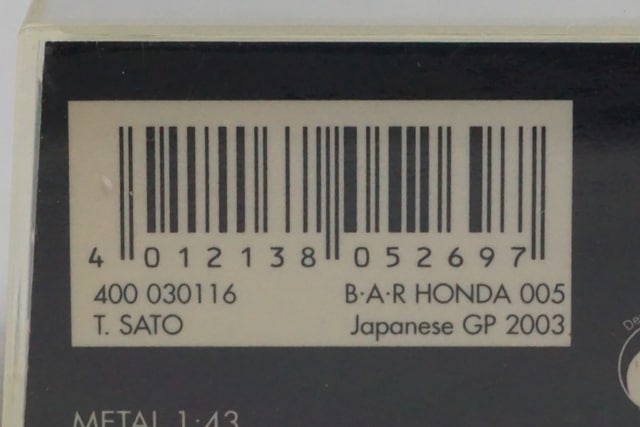 4 012138 052697
400 030116 B·A·R HONDA 005
T. SATO Japanese GP 2003
METAL 1:43